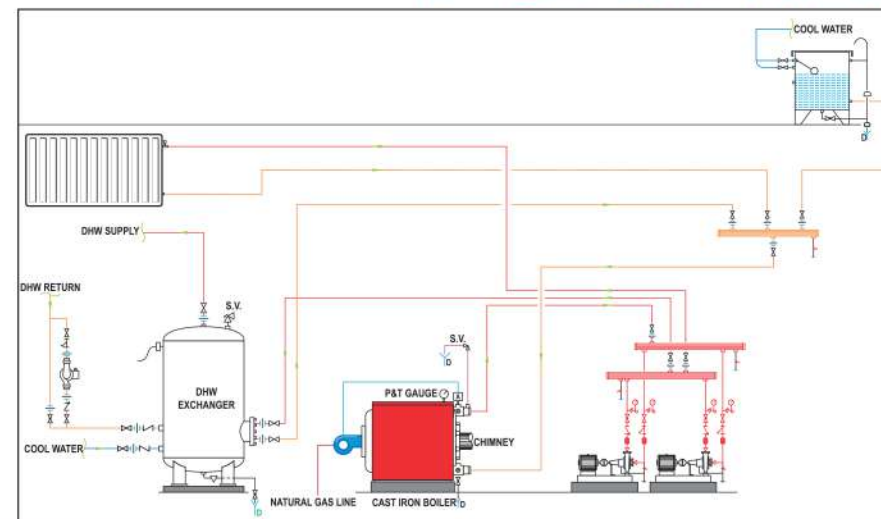 COOL WATER
D
DHW SUPPLY
DHW RETURN
S.V.
S.V.
D
DHW
EXCHANGER
P&T GAUGE
A
CHIMNEY
COOL WATER
NATURAL GAS LINE
CAST IRON BOILER
D
D